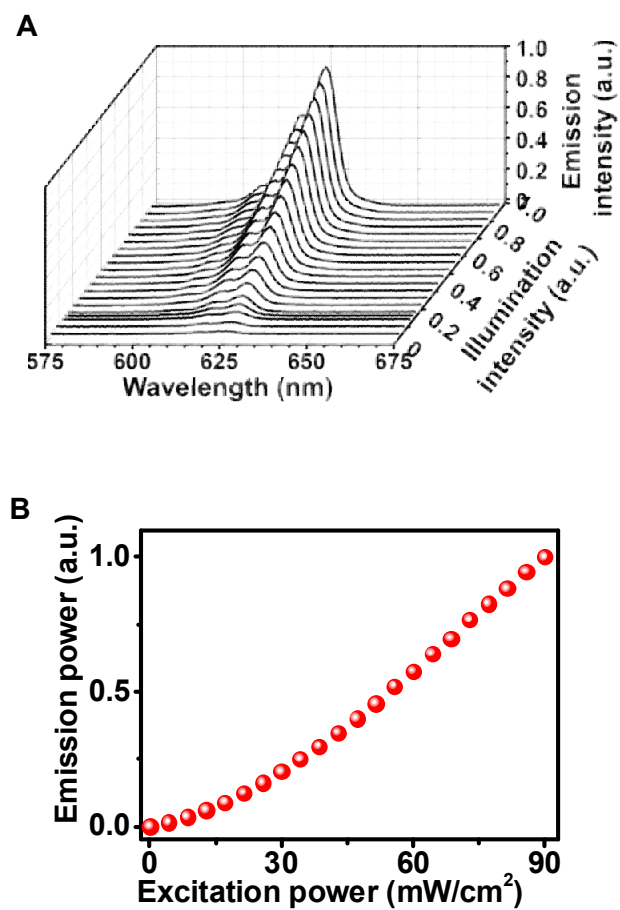 A
1.0
0.8
0.6
0.4
0.2
0
Emission
intensity (a.u.)
1.0
0.8
0.6
0.4
0.2
0
Illumination
intensity (a.u.)
575
600
625
650
675
Wavelength (nm)
B
Emission power (a.u.)
1.0
0.5
0.0
0
30
60
90
Excitation power (mW/cm²)